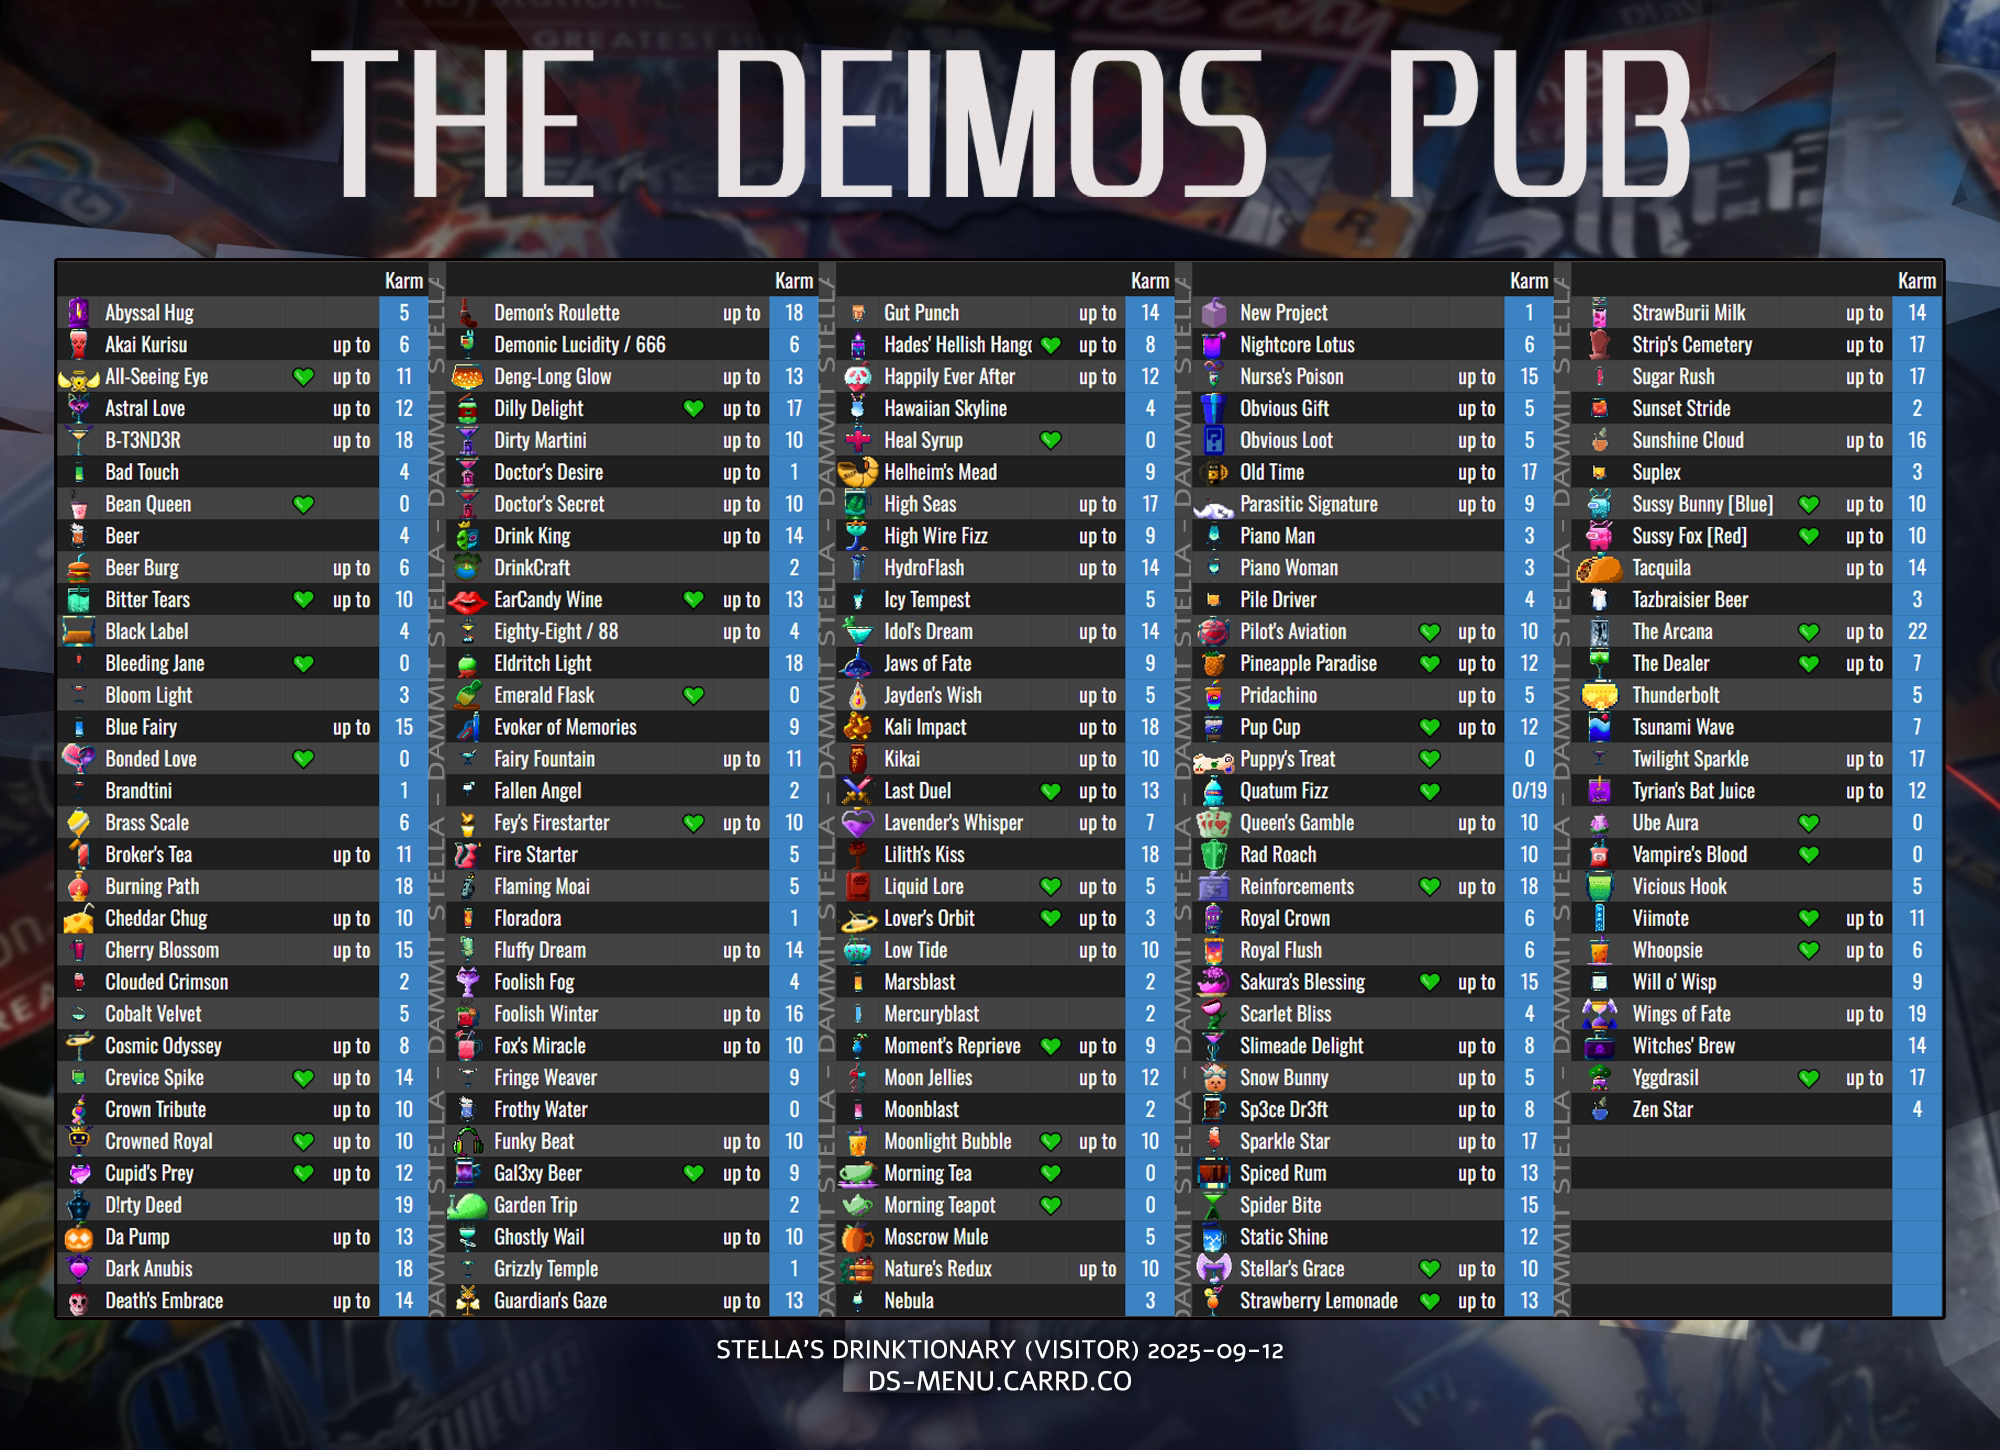 THE DEIMOS PUB
Karm
Abyssal Hug 5
Akai Kurisu up to 6
All-Seeing Eye up to 11
Astral Love up to 12
B-T3ND3R up to 18
Bad Touch 4
Bean Queen 0
Beer 4
Beer Burg up to 6
Bitter Tears up to 10
Black Label 4
Bleeding Jane 0
Bloom Light 3
Blue Fairy up to 15
Bonded Love 0
Brandtini 1
Brass Scale 6
Broker's Tea up to 11
Burning Path 18
Cheddar Chug up to 10
Cherry Blossom up to 15
Clouded Crimson 2
Cobalt Velvet 5
Cosmic Odyssey up to 8
Crevice Spike up to 14
Crown Tribute up to 10
Crowned Royal up to 10
Cupid's Prey up to 12
D!rty Deed 19
Da Pump up to 13
Dark Anubis 18
Death's Embrace up to 14
Karm
Demon's Roulette up to 18
Demonic Lucidity / 666 6
Deng-Long Glow up to 13
Dilly Delight up to 17
Dirty Martini up to 10
Doctor's Desire up to 1
Doctor's Secret up to 10
Drink King up to 14
DrinkCraft 2
EarCandy Wine up to 13
Eighty-Eight / 88 up to 4
Eldritch Light 18
Emerald Flask 0
Evoker of Memories 9
Fairy Fountain up to 11
Fallen Angel 2
Fey's Firestarter up to 10
Fire Starter 5
Flaming Moai 5
Floradora 1
Fluffy Dream up to 14
Foolish Fog 4
Foolish Winter up to 16
Fox's Miracle up to 10
Fringe Weaver 9
Frothy Water 0
Funky Beat up to 10
Gal3xy Beer up to 9
Garden Trip 2
Ghostly Wail up to 10
Grizzly Temple 1
Guardian's Gaze up to 13
Karm
Gut Punch up to 14
Hades' Hellish Hango up to 8
Happily Ever After up to 12
Hawaiian Skyline 4
Heal Syrup 0
Helheim's Mead 9
High Seas up to 17
High Wire Fizz up to 9
HydroFlash up to 14
Icy Tempest 5
Idol's Dream up to 14
Jaws of Fate 9
Jayden's Wish up to 5
Kali Impact up to 18
Kikai up to 10
Last Duel up to 13
Lavender's Whisper up to 7
Lilith's Kiss 18
Liquid Lore up to 5
Lover's Orbit up to 3
Low Tide up to 10
Marsblast 2
Mercuryblast 2
Moment's Reprieve up to 9
Moon Jellies up to 12
Moonblast 2
Moonlight Bubble up to 10
Morning Tea 0
Morning Teapot 0
Moscrow Mule 5
Nature's Redux up to 10
Nebula 3
Karm
New Project 1
Nightcore Lotus 6
Nurse's Poison up to 15
Obvious Gift up to 5
Obvious Loot up to 5
Old Time up to 17
Parasitic Signature up to 9
Piano Man 3
Piano Woman 3
Pile Driver 4
Pilot's Aviation up to 10
Pineapple Paradise up to 12
Pridachino up to 5
Pup Cup up to 12
Puppy's Treat 0
Quatum Fizz 0/19
Queen's Gamble up to 10
Rad Roach 10
Reinforcements up to 18
Royal Crown 6
Royal Flush 6
Sakura's Blessing up to 15
Scarlet Bliss 4
Slimeade Delight up to 8
Snow Bunny up to 5
Sp3ce Dr3ft up to 8
Sparkle Star up to 17
Spiced Rum up to 13
Spider Bite 15
Static Shine 12
Stellar's Grace up to 10
Strawberry Lemonade up to 13
Karm
StrawBurii Milk up to 14
Strip's Cemetery up to 17
Sugar Rush up to 17
Sunset Stride 2
Sunshine Cloud up to 16
Suplex 3
Sussy Bunny [Blue] up to 10
Sussy Fox [Red] up to 10
Tacquila up to 14
Tazbraisier Beer 3
The Arcana up to 22
The Dealer up to 7
Thunderbolt 5
Tsunami Wave 7
Twilight Sparkle up to 17
Tyrian's Bat Juice up to 12
Ube Aura 0
Vampire's Blood 0
Vicious Hook 5
Viimote up to 11
Whoopsie up to 6
Will o' Wisp 9
Wings of Fate up to 19
Witches' Brew 14
Yggdrasil up to 17
Zen Star 4
STELLA'S DRINKTIONARY (VISITOR) 2025-09-12
DS-MENU.CARRD.CO